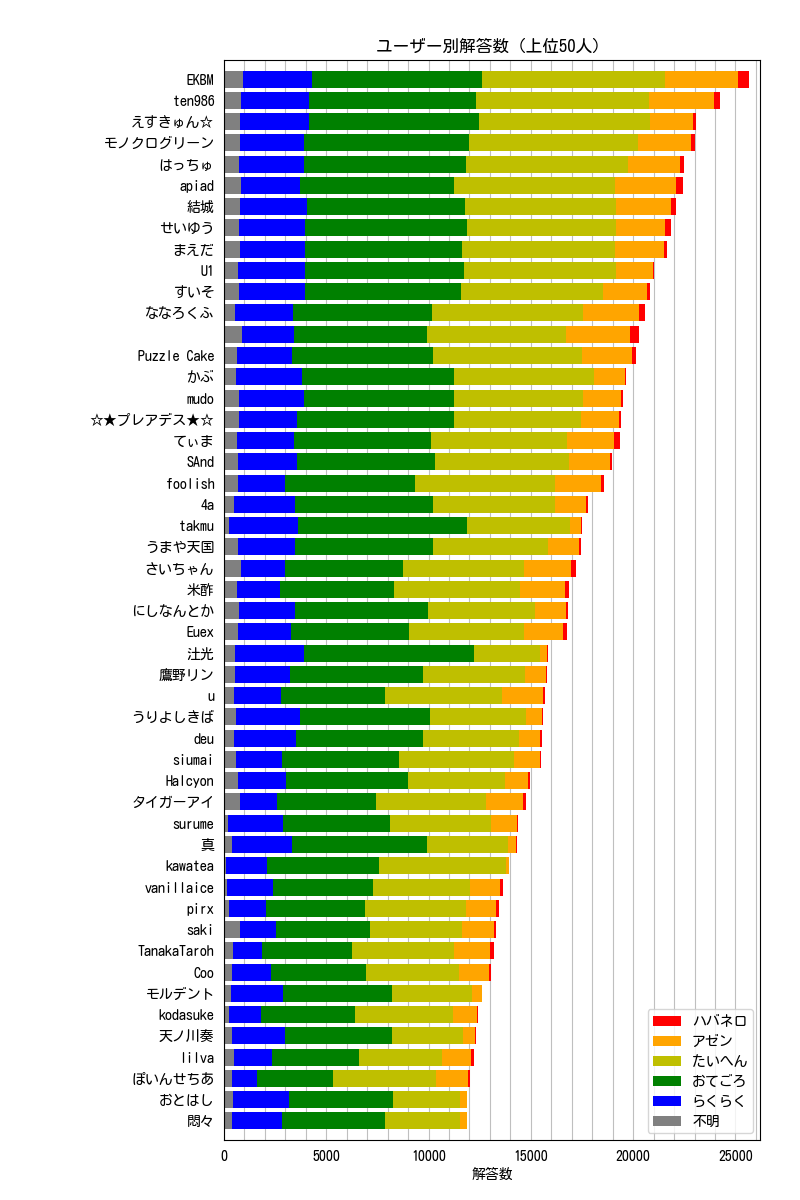 ユーザー別解答数（上位50人）
EKBM
ten986
えすきゅん☆
モノクログリーン
はっちゅ
apiad
結城
せいゆう
まえだ
U1
すいそ
ななろくふ
Puzzle Cake
かぶ
mudo
☆★プレアデス★☆
てぃま
SAnd
foolish
4a
takmu
うまや天国
さいちゃん
米酢
にしなんとか
Euex
汢光
鷹野リン
u
うりよしきば
deu
siumai
Halcyon
タイガーアイ
surume
真
kawatea
vanillaice
pirx
saki
TanakaTaroh
Coo
モルデント
kodasuke
天ノ川奏
lilva
ぽいんせちあ
おとはし
悶々
ハバネロ
アゼン
たいへん
おてごろ
らくらく
不明
0 5000 10000 15000 20000 25000
解答数